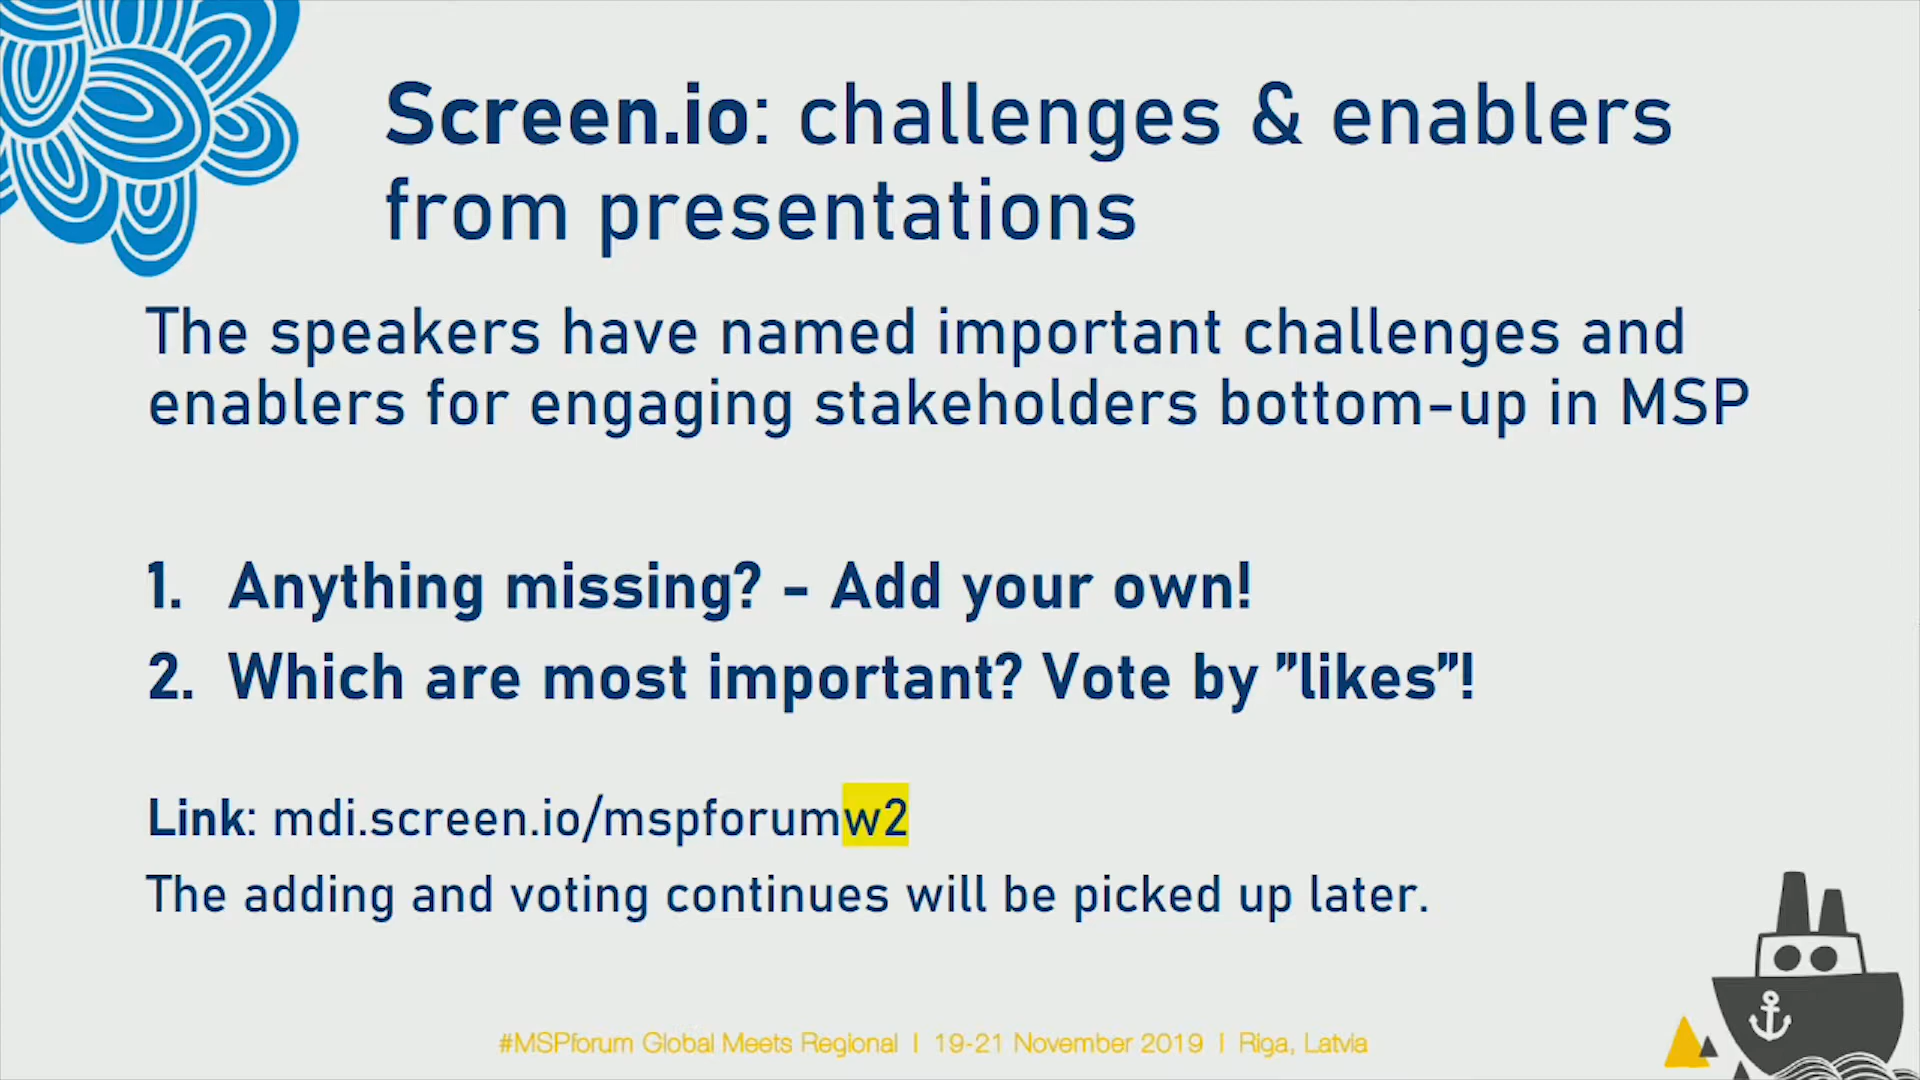 Screen.io: challenges & enablers
from presentations
The speakers have named important challenges and
enablers for engaging stakeholders bottom-up in MSP
1. Anything missing? - Add your own!
2. Which are most important? Vote by ”likes”!
Link: mdi.screen.io/mspforumw2
The adding and voting continues will be picked up later.
#MSPforum Global Meets Regional | 19-21 November 2019 | Riga, Latvia